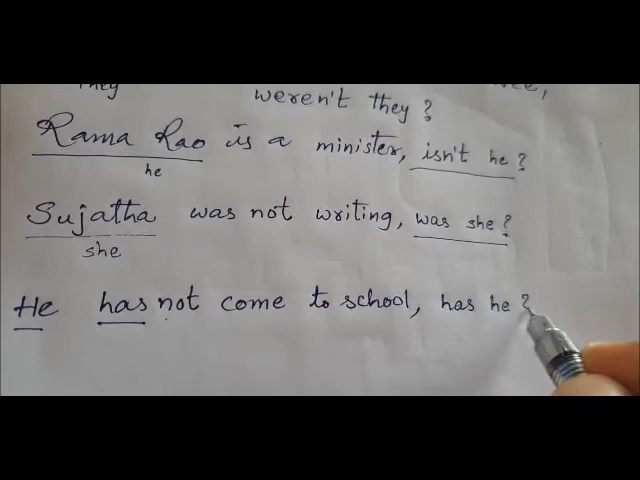 They
weren't they?
Rama Rao is a minister, isn't he?
he
Sujatha was not writing, was she?
she
He has not come to school, has he?